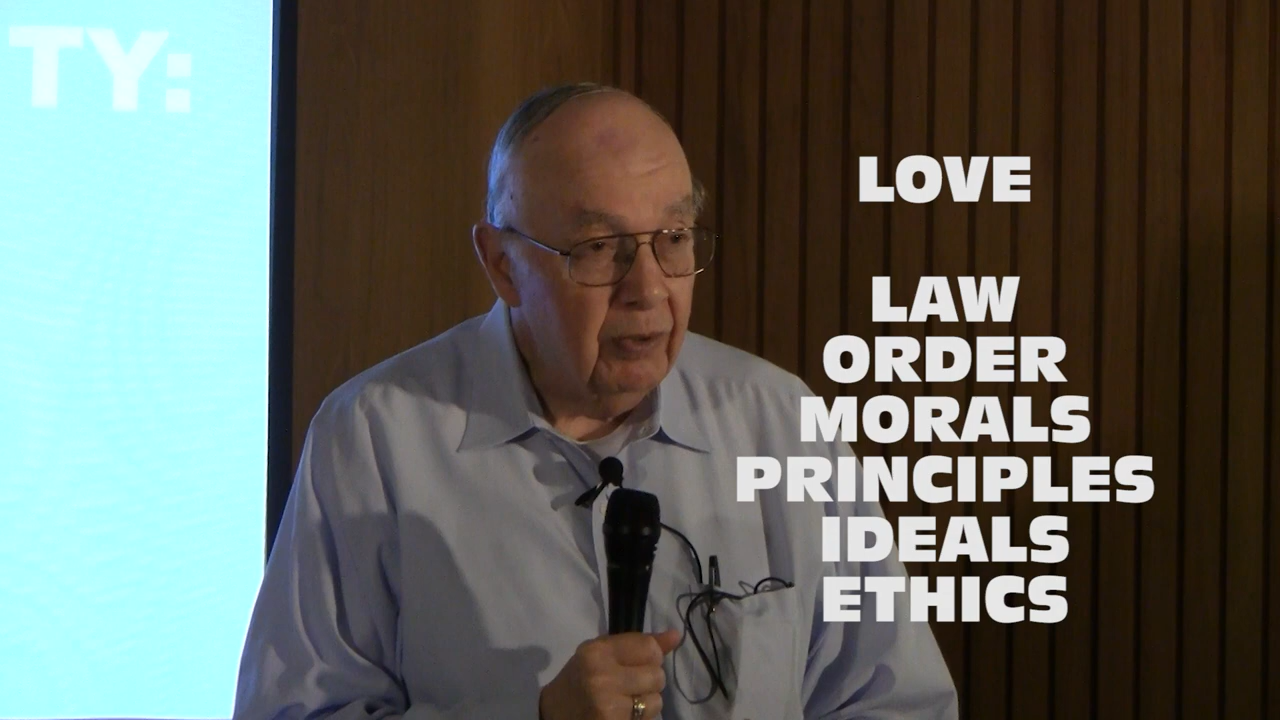 TY:
LOVE
LAW
ORDER
MORALS
PRINCIPLES
IDEALS
ETHICS